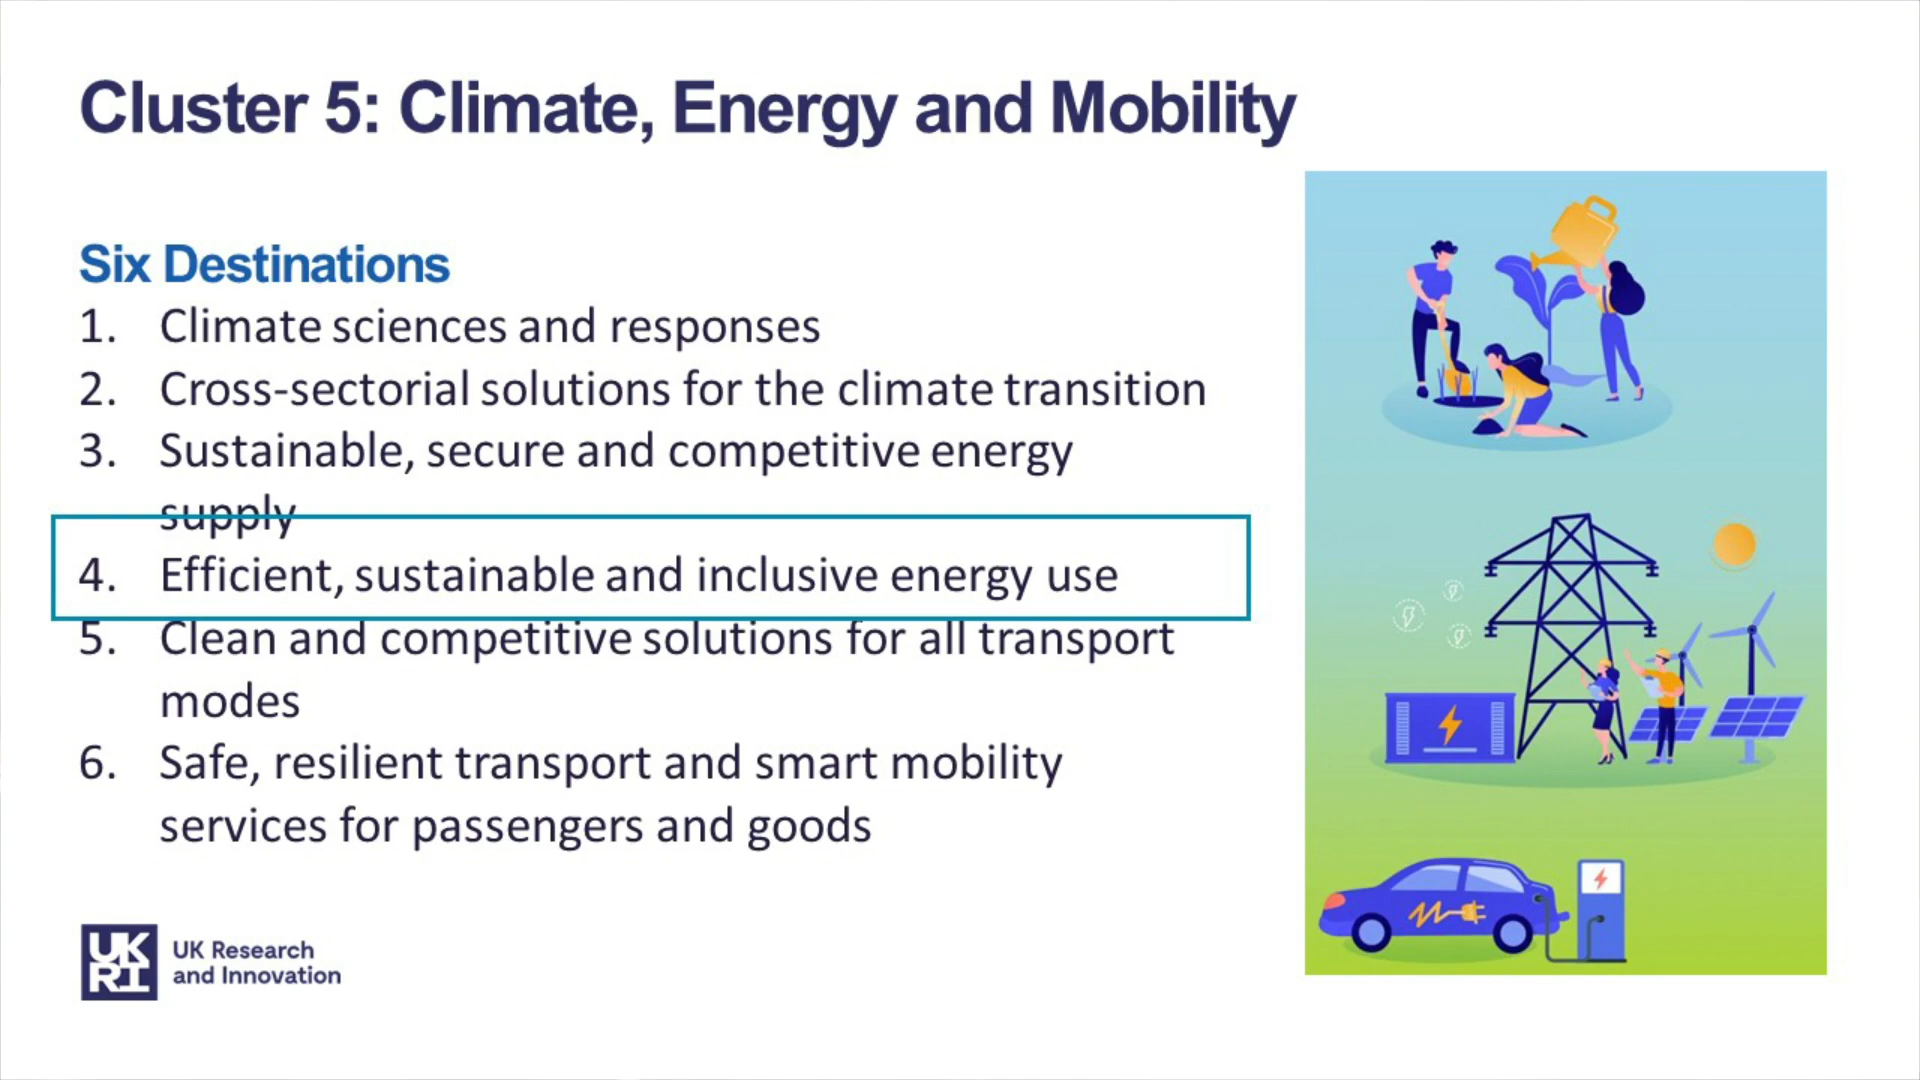 Cluster 5: Climate, Energy and Mobility
Six Destinations
1. Climate sciences and responses
2. Cross-sectorial solutions for the climate transition
3. Sustainable, secure and competitive energy
supply
4. Efficient, sustainable and inclusive energy use
5. Clean and competitive solutions for all transport
modes
6. Safe, resilient transport and smart mobility
services for passengers and goods
UK
RI
UK Research
and Innovation